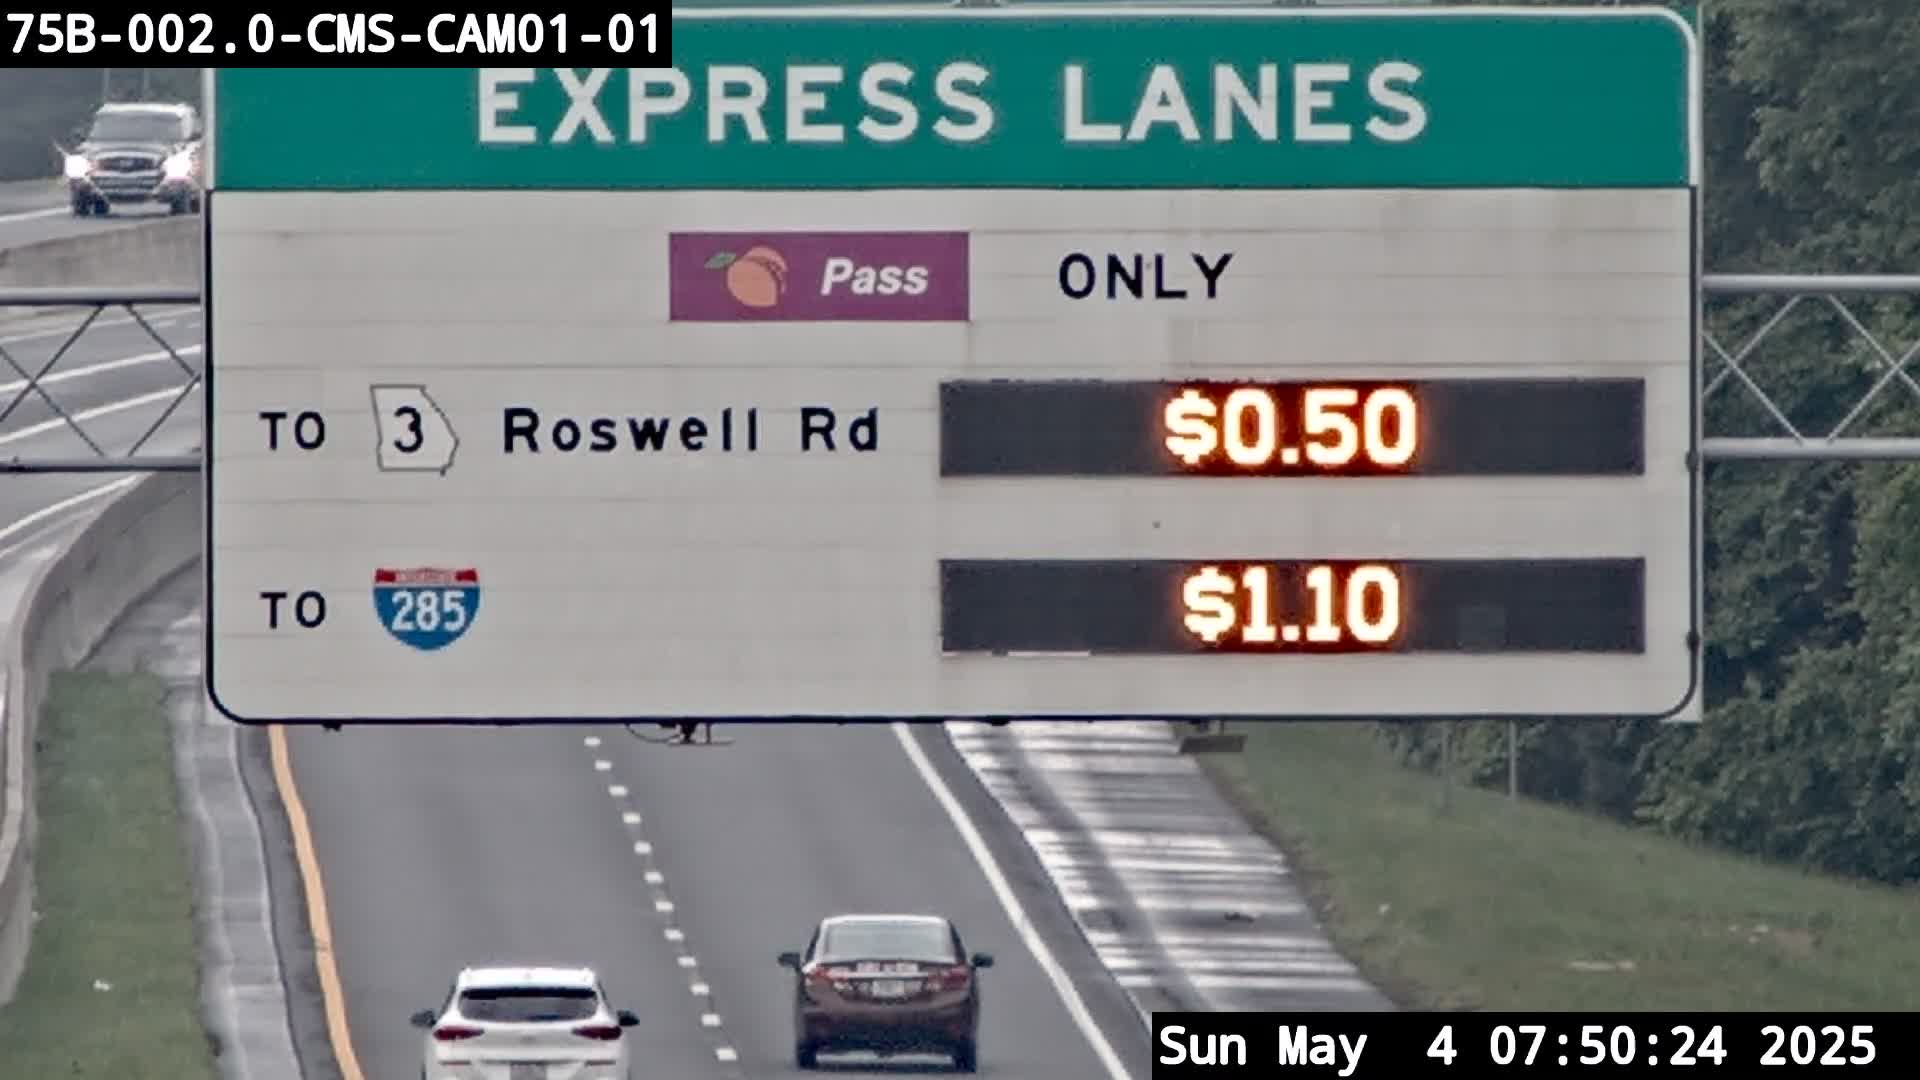 75B-002.0-CMS-CAM01-01
EXPRESS LANES
Pass ONLY
TO 3 Roswell Rd $0.50
TO 285 $1.10
Sun May 4 07:50:24 2025